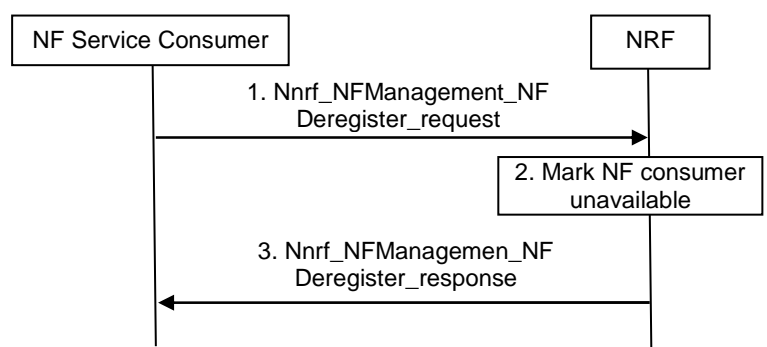 NF Service Consumer
NRF
1. Nnrf_NFManagement_NF
Deregister_request
2. Mark NF consumer
unavailable
3. Nnrf_NFManagemen_NF
Deregister_response